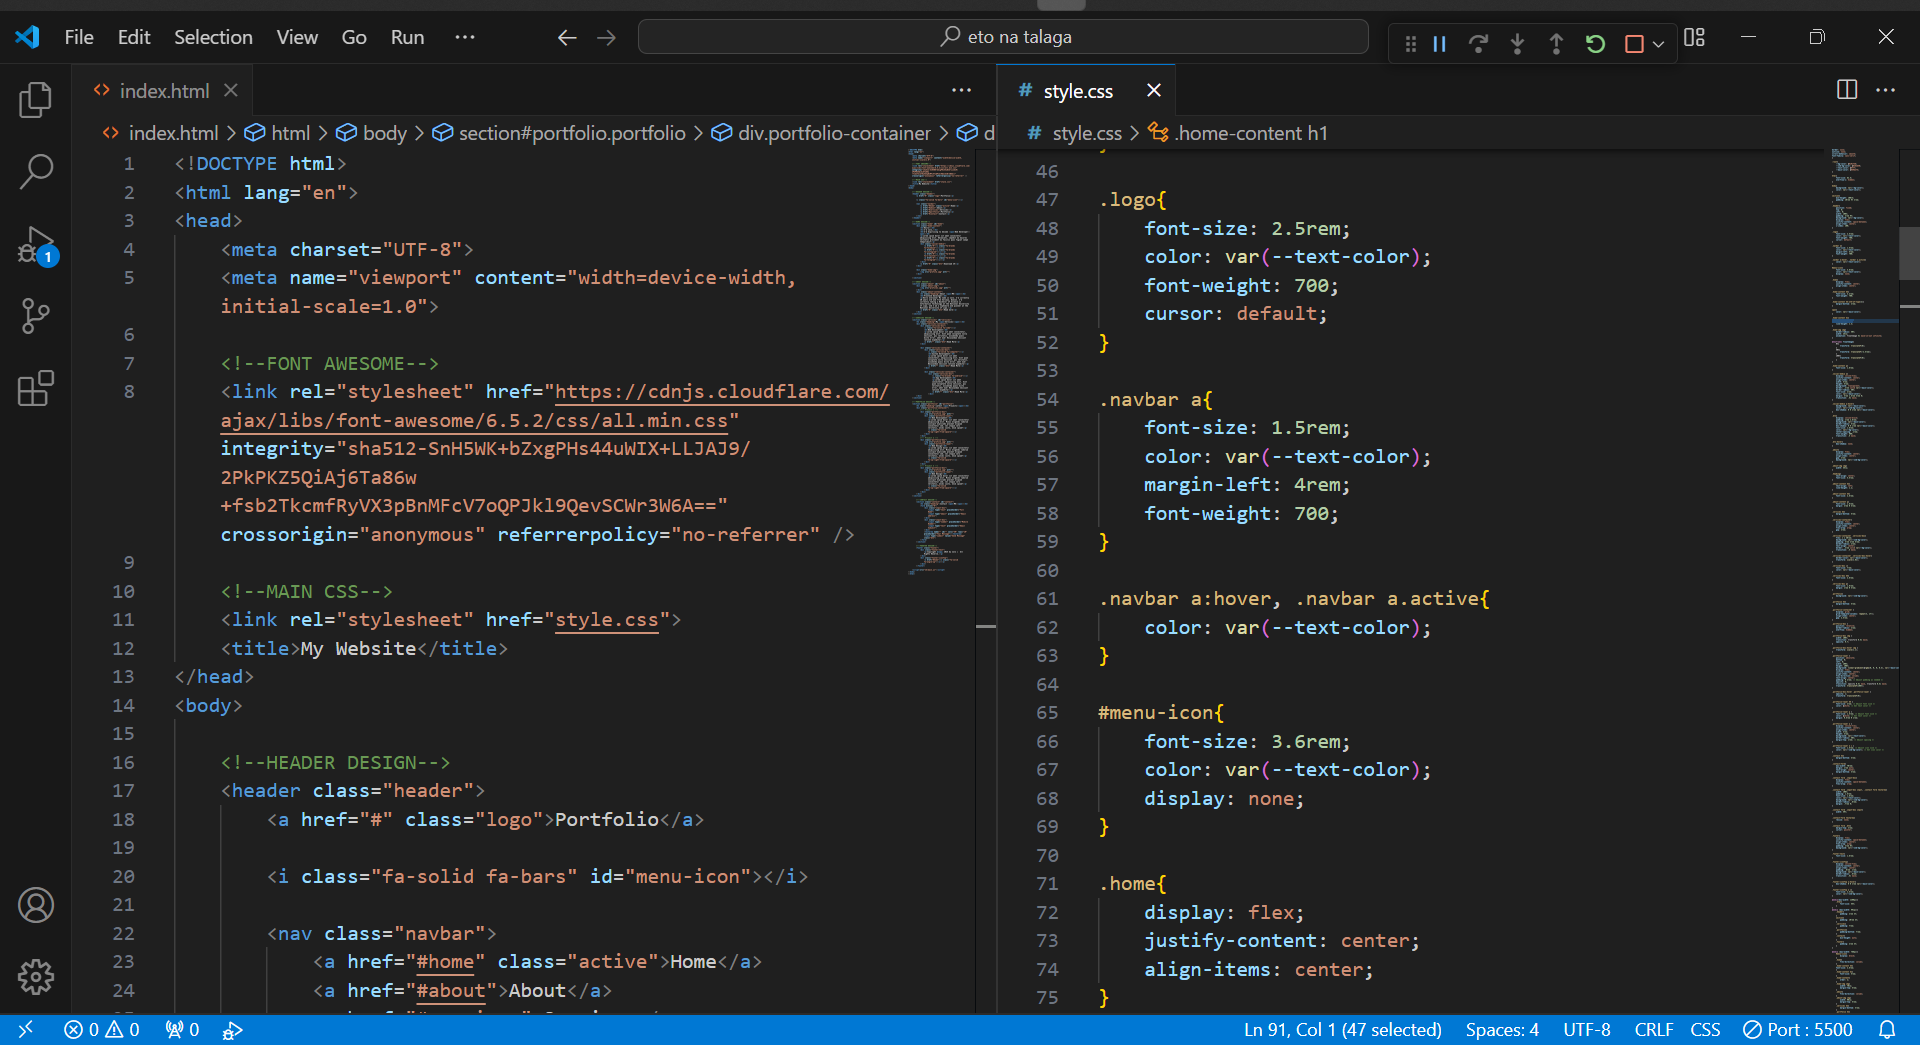 File Edit Selection View Go Run ···
eto na talaga
index.html
style.css
index.html > html > body > section#portfolio.portfolio > div.portfolio-container > d
# style.css > .home-content h1
1 <!DOCTYPE html>
2 <html lang="en">
3 <head>
4 <meta charset="UTF-8">
5 <meta name="viewport" content="width=device-width,
initial-scale=1.0">
6
7 <!--FONT AWESOME-->
8 <link rel="stylesheet" href="https://cdnjs.cloudflare.com/
ajax/libs/font-awesome/6.5.2/css/all.min.css"
integrity="sha512-SnH5WK+bZxgPHs44uWIX+LLJAJ9/
2PkPKZ5QiAj6Ta86w
+fsb2TkcmfRyVX3pBnMFcV7oQPJkl9QevSCWr3W6A=="
crossorigin="anonymous" referrerpolicy="no-referrer" />
9
10 <!--MAIN CSS-->
11 <link rel="stylesheet" href="style.css">
12 <title>My Website</title>
13 </head>
14 <body>
15
16 <!--HEADER DESIGN-->
17 <header class="header">
18 <a href="#" class="logo">Portfolio</a>
19
20 <i class="fa-solid fa-bars" id="menu-icon"></i>
21
22 <nav class="navbar">
23 <a href="#home" class="active">Home</a>
24 <a href="#about">About</a>
46
47 .logo{
48 font-size: 2.5rem;
49 color: var(--text-color);
50 font-weight: 700;
51 cursor: default;
52 }
53
54 .navbar a{
55 font-size: 1.5rem;
56 color: var(--text-color);
57 margin-left: 4rem;
58 font-weight: 700;
59 }
60
61 .navbar a:hover, .navbar a.active{
62 color: var(--text-color);
63 }
64
65 #menu-icon{
66 font-size: 3.6rem;
67 color: var(--text-color);
68 display: none;
69 }
70
71 .home{
72 display: flex;
73 justify-content: center;
74 align-items: center;
75 }
1
0 0 0
Ln 91, Col 1 (47 selected) Spaces: 4 UTF-8 CRLF CSS Port : 5500